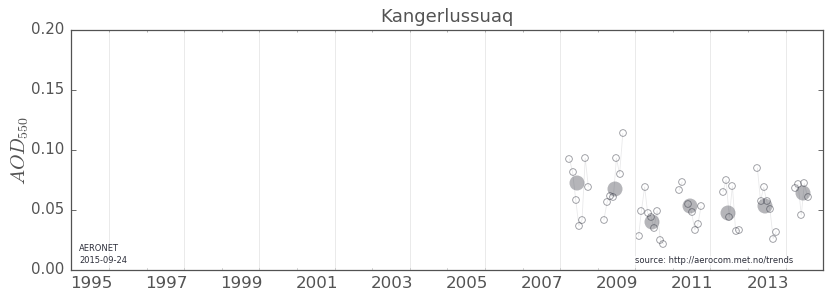 Kangerlussuaq
0.20
0.15
0.10
0.05
0.00
AOD550
AERONET
2015-09-24
source: http://aerocom.met.no/trends
1995 1997 1999 2001 2003 2005 2007 2009 2011 2013